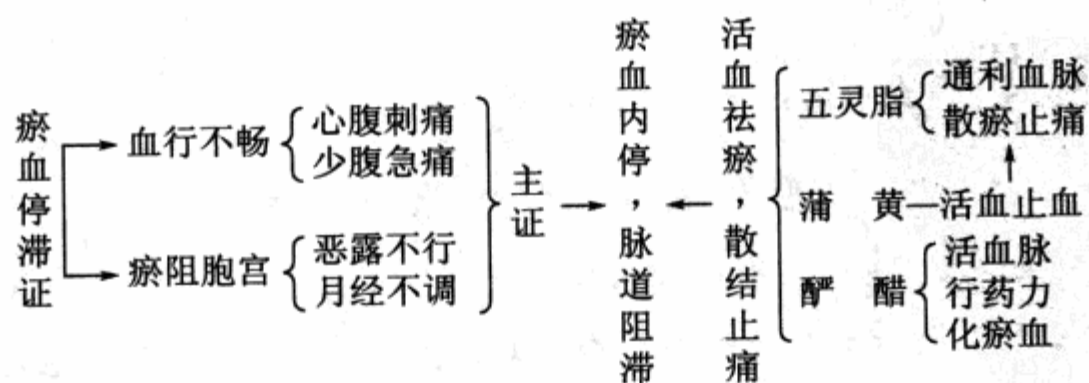 瘀血停滞证
血行不畅
心腹刺痛
少腹急痛
瘀阻胞宫
恶露不行
月经不调
主证
瘀血内停，脉道阻滞
活血祛瘀，散结止痛
五灵脂
通利血脉
散瘀止痛
蒲黄
活血止血
酽醋
活血脉
行药力
化瘀血